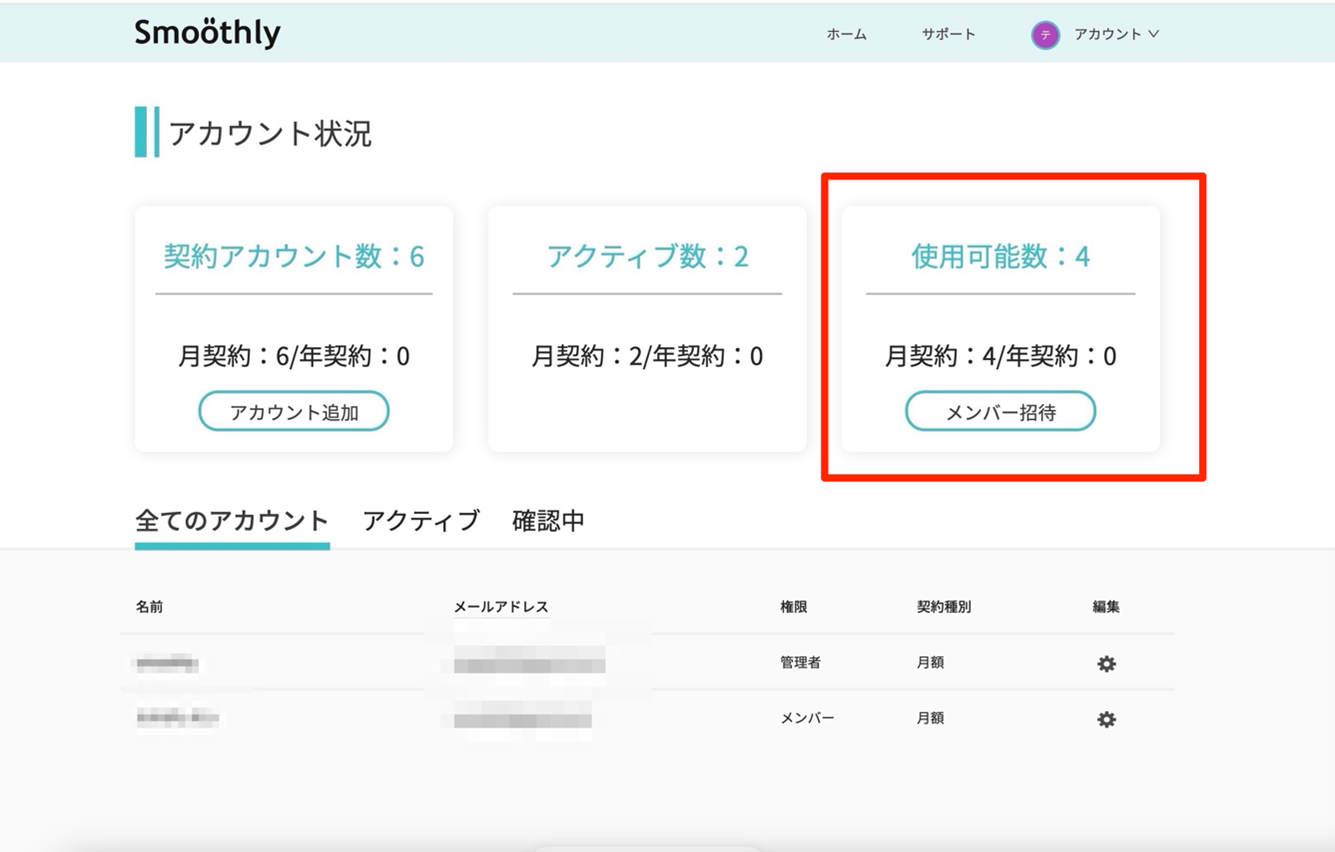 Smoöthly
ホーム サポート テ アカウント
アカウント状況
契約アカウント数：6
月契約：6/年契約：0
アカウント追加
アクティブ数：2
月契約：2/年契約：0
使用可能数：4
月契約：4/年契約：0
メンバー招待
全てのアカウント アクティブ 確認中
名前 メールアドレス 権限 契約種別 編集
管理者 月額
メンバー 月額